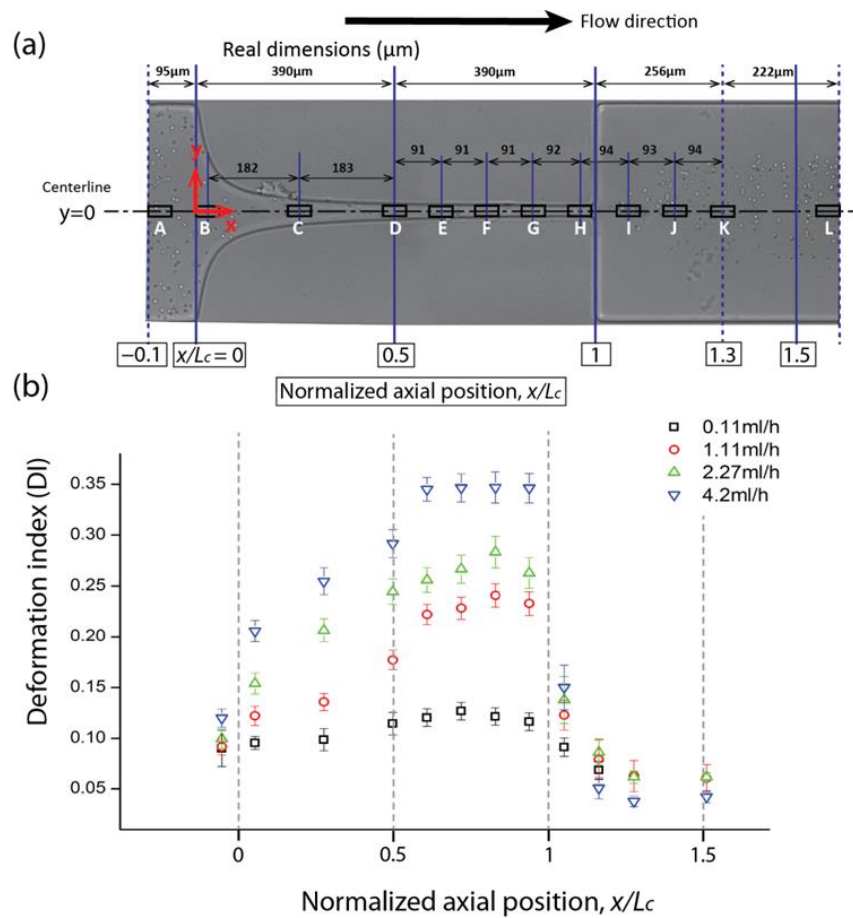 Flow direction
(a)
Real dimensions (μm)
95μm 390μm 390μm 256μm 222μm
91 91 91 92 94 93 94
182 183
y
Centerline
y=0
x
A B C D E F G H I J K L
−0.1 x/Lc = 0 0.5 1 1.3 1.5
Normalized axial position, x/Lc
(b)
0.11ml/h
1.11ml/h
2.27ml/h
4.2ml/h
Deformation index (DI)
0.35
0.30
0.25
0.20
0.15
0.10
0.05
0 0.5 1 1.5
Normalized axial position, x/Lc